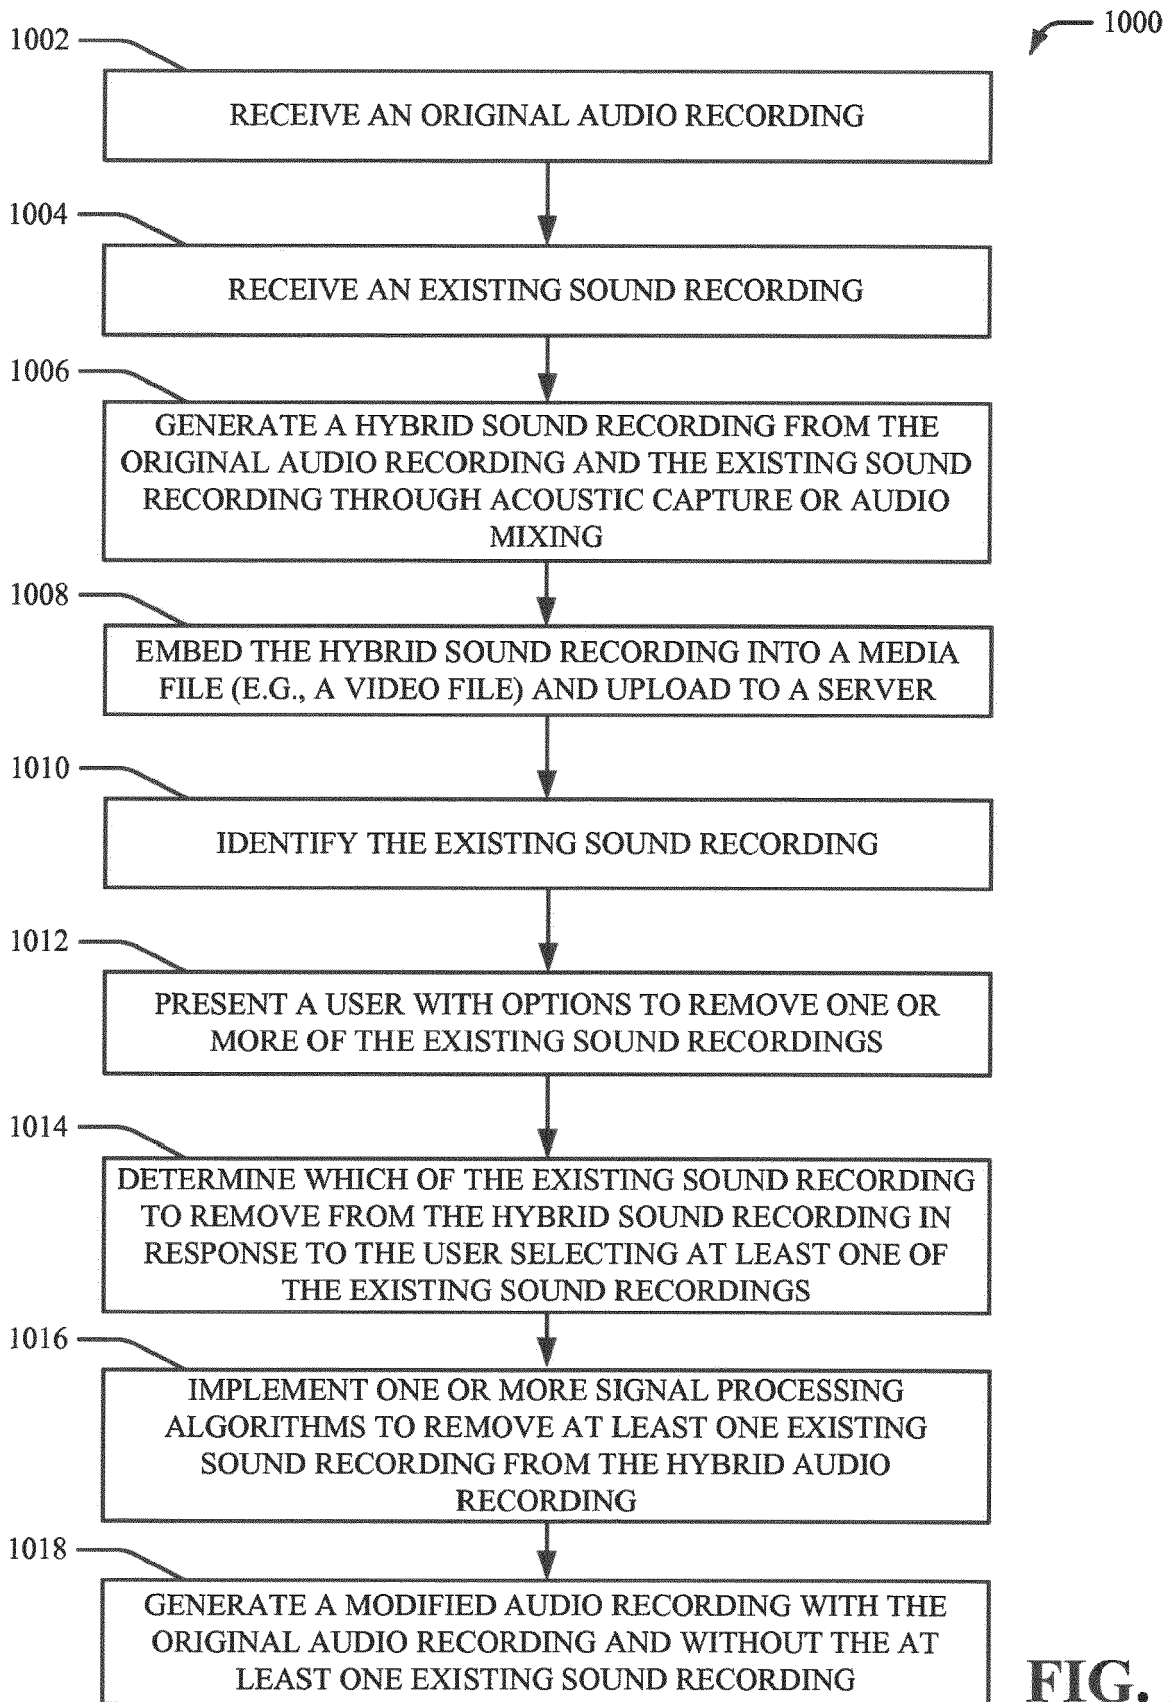 1000
1002
RECEIVE AN ORIGINAL AUDIO RECORDING
1004
RECEIVE AN EXISTING SOUND RECORDING
1006
GENERATE A HYBRID SOUND RECORDING FROM THE
ORIGINAL AUDIO RECORDING AND THE EXISTING SOUND
RECORDING THROUGH ACOUSTIC CAPTURE OR AUDIO
MIXING
1008
EMBED THE HYBRID SOUND RECORDING INTO A MEDIA
FILE (E.G., A VIDEO FILE) AND UPLOAD TO A SERVER
1010
IDENTIFY THE EXISTING SOUND RECORDING
1012
PRESENT A USER WITH OPTIONS TO REMOVE ONE OR
MORE OF THE EXISTING SOUND RECORDINGS
1014
DETERMINE WHICH OF THE EXISTING SOUND RECORDING
TO REMOVE FROM THE HYBRID SOUND RECORDING IN
RESPONSE TO THE USER SELECTING AT LEAST ONE OF
THE EXISTING SOUND RECORDINGS
1016
IMPLEMENT ONE OR MORE SIGNAL PROCESSING
ALGORITHMS TO REMOVE AT LEAST ONE EXISTING
SOUND RECORDING FROM THE HYBRID AUDIO
RECORDING
1018
GENERATE A MODIFIED AUDIO RECORDING WITH THE
ORIGINAL AUDIO RECORDING AND WITHOUT THE AT
LEAST ONE EXISTING SOUND RECORDING
FIG.